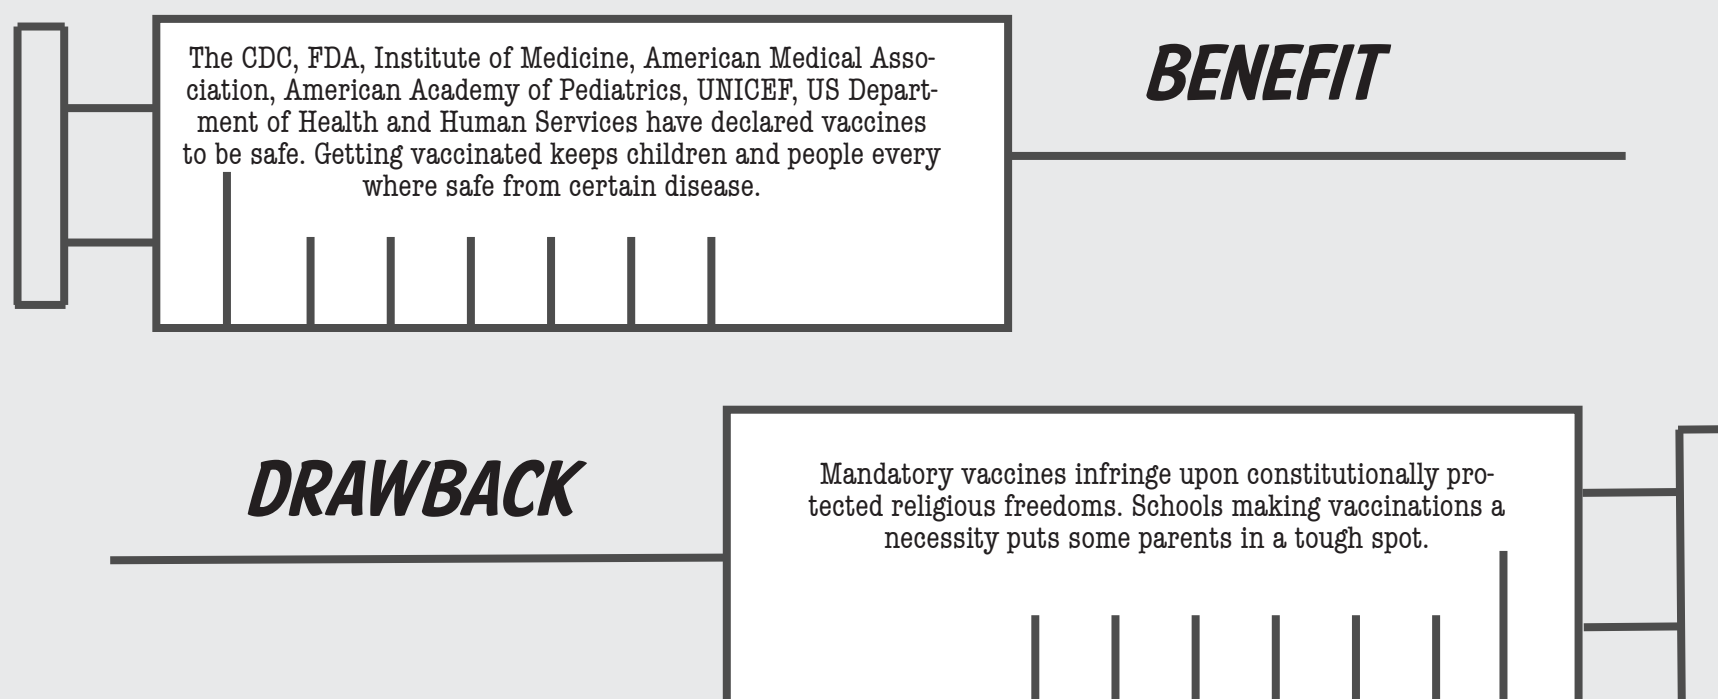 The CDC, FDA, Institute of Medicine, American Medical Asso-
ciation, American Academy of Pediatrics, UNICEF, US Depart-
ment of Health and Human Services have declared vaccines
to be safe. Getting vaccinated keeps children and people every
where safe from certain disease.
BENEFIT
DRAWBACK
Mandatory vaccines infringe upon constitutionally pro-
tected religious freedoms. Schools making vaccinations a
necessity puts some parents in a tough spot.